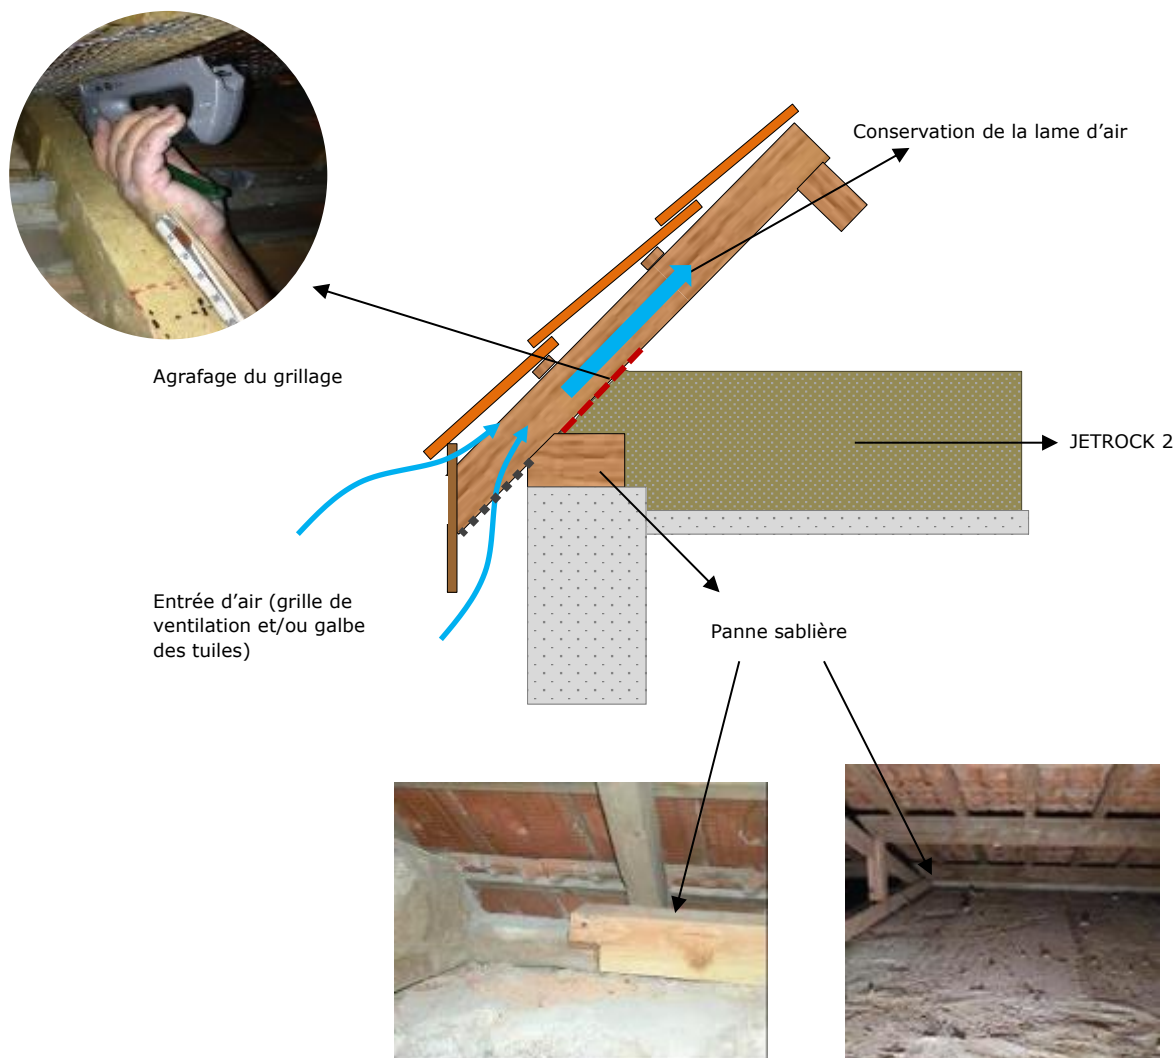 Conservation de la lame d’air
Agrafage du grillage
JETROCK 2
Entrée d’air (grille de
ventilation et/ou galbe
des tuiles)
Panne sablière